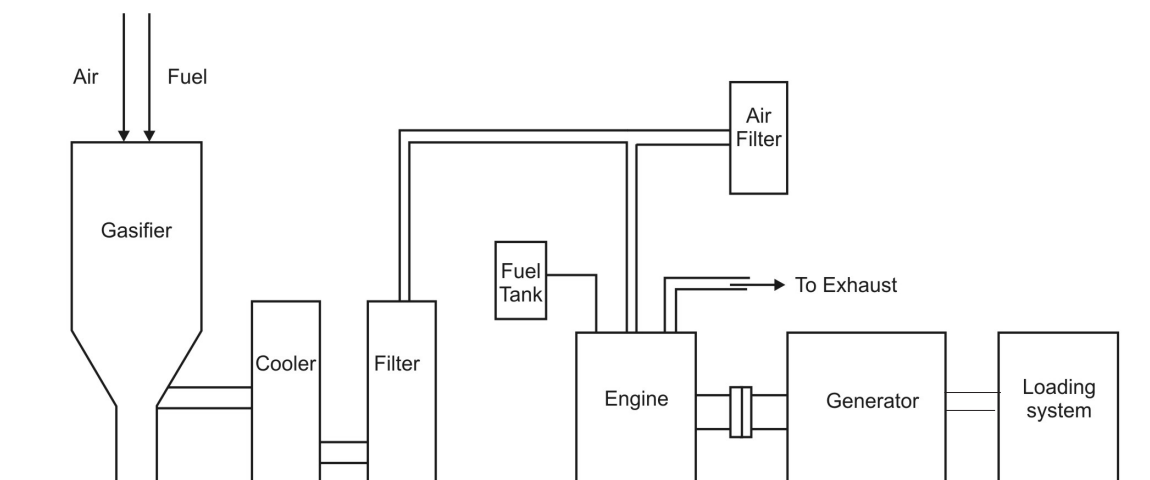 Air
Fuel
Air
Filter
Gasifier
Fuel
Tank
To Exhaust
Cooler
Filter
Engine
Generator
Loading
system